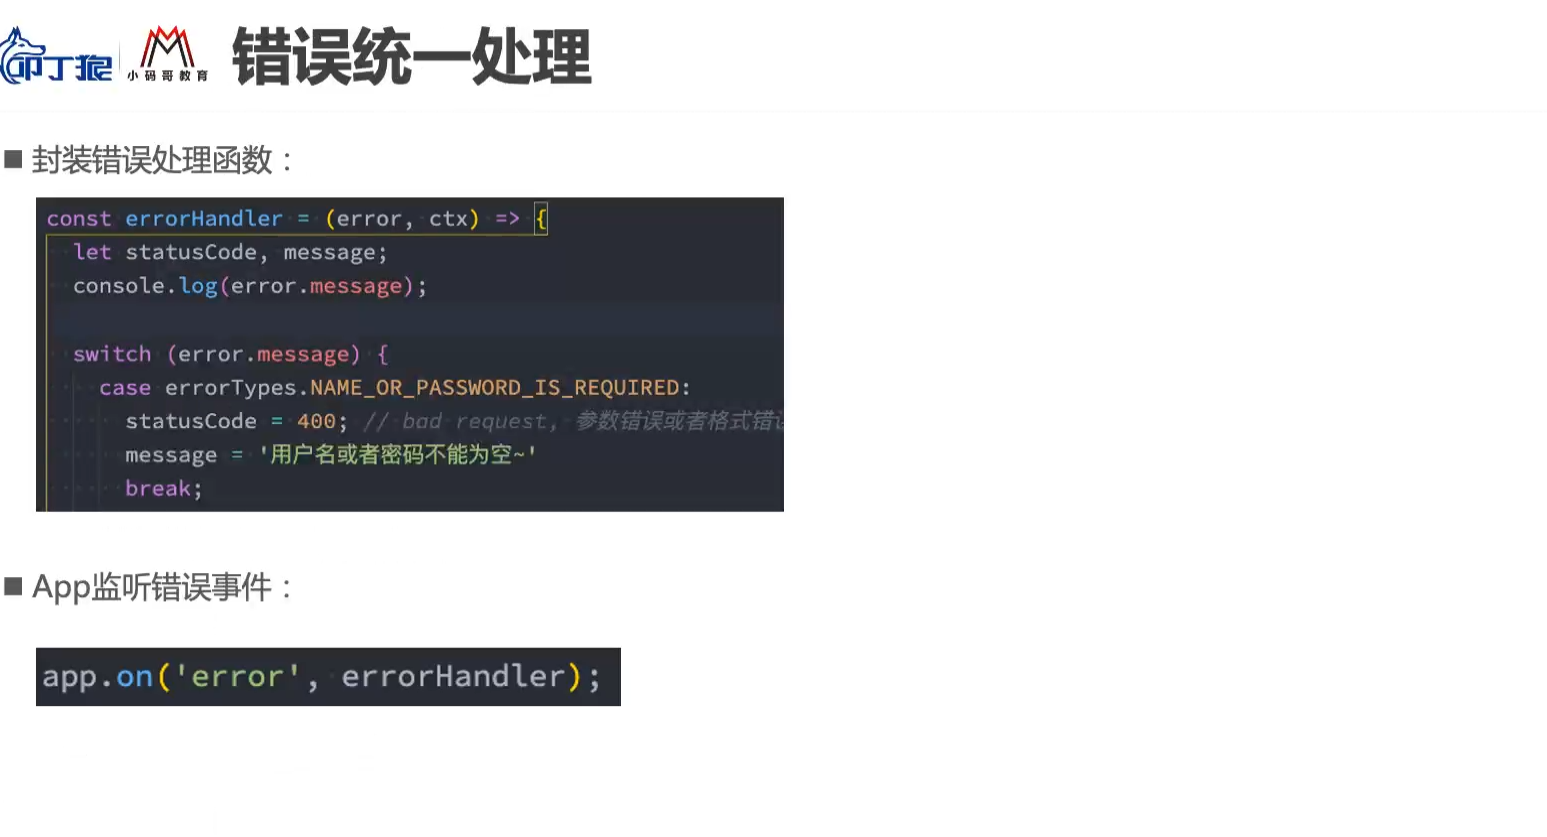 叩丁狼
小码哥教育
错误统一处理
封装错误处理函数：
const errorHandler = (error, ctx) => {
let statusCode, message;
console.log(error.message);
switch (error.message) {
case errorTypes.NAME_OR_PASSWORD_IS_REQUIRED:
statusCode = 400; // bad request, 参数错误或者格式错误
message = '用户名或者密码不能为空~'
break;
App监听错误事件：
app.on('error', errorHandler);